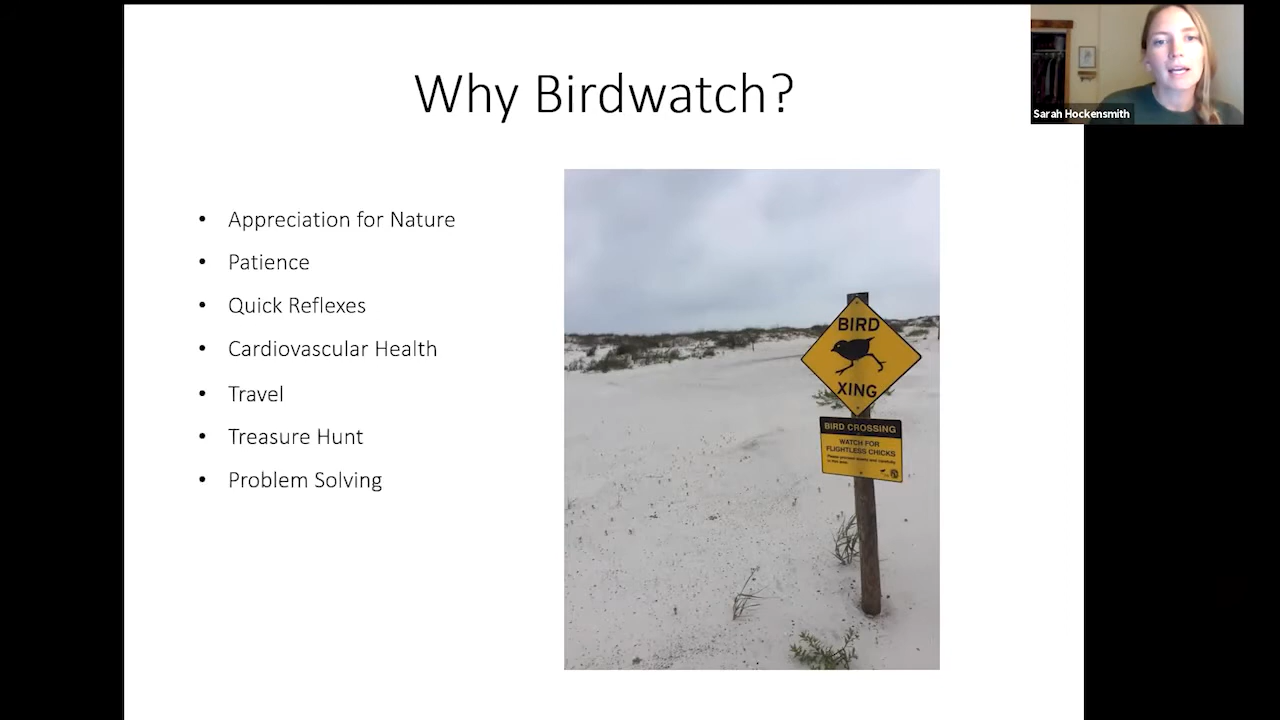 Why Birdwatch?
Sarah Hockensmith
• Appreciation for Nature
• Patience
• Quick Reflexes
• Cardiovascular Health
• Travel
• Treasure Hunt
• Problem Solving
BIRD
XING
BIRD CROSSING
WATCH FOR
FLIGHTLESS CHICKS